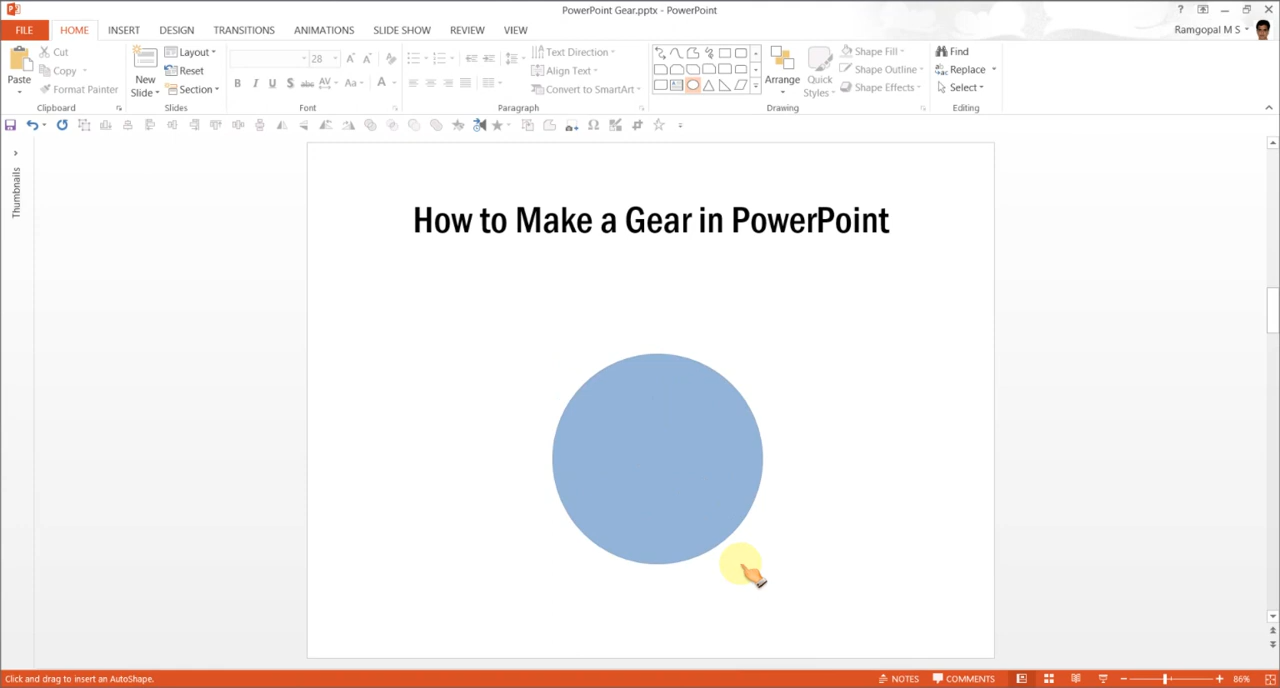 PowerPoint Gear.pptx - PowerPoint
FILE HOME INSERT DESIGN TRANSITIONS ANIMATIONS SLIDE SHOW REVIEW VIEW Ramgopal M S
Paste
Cut
Copy
Format Painter
Clipboard
New
Slide
Layout
Reset
Section
Slides
28
B I U S abc AV Aa A
Font
Text Direction
Align Text
Convert to SmartArt
Paragraph
Arrange
Quick
Styles
Shape Fill
Shape Outline
Shape Effects
Drawing
Find
Replace
Select
Editing
Thumbnails
How to Make a Gear in PowerPoint
Click and drag to insert an AutoShape. NOTES COMMENTS 86%